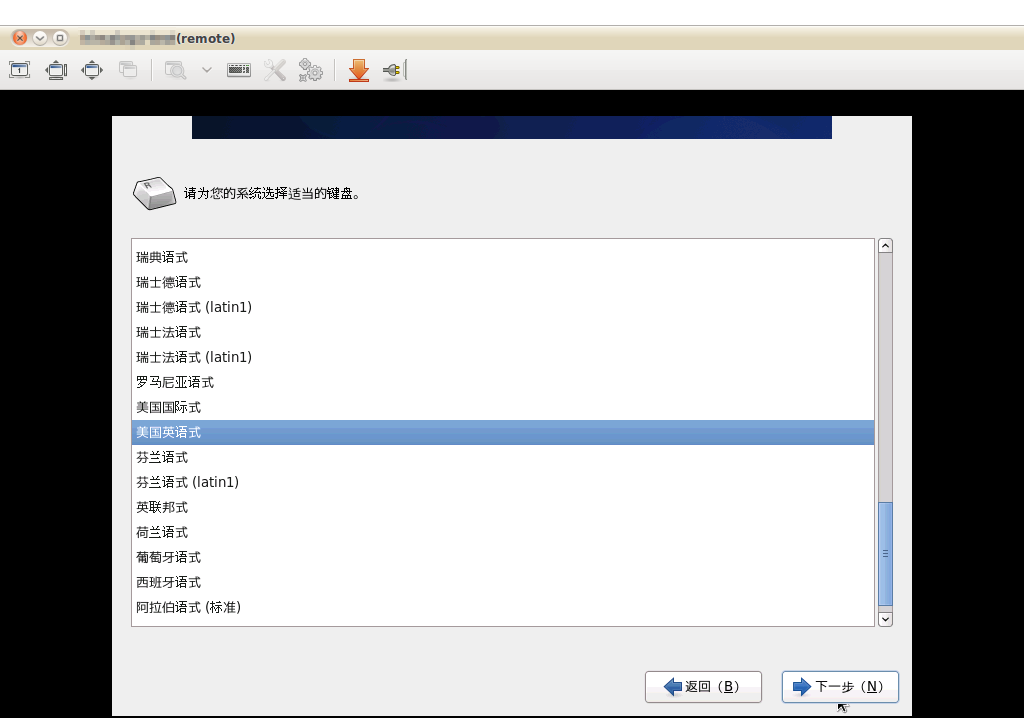 (remote)
请为您的系统选择适当的键盘。
瑞典语式
瑞士德语式
瑞士德语式 (latin1)
瑞士法语式
瑞士法语式 (latin1)
罗马尼亚语式
美国国际式
美国英语式
芬兰语式
芬兰语式 (latin1)
英联邦式
荷兰语式
葡萄牙语式
西班牙语式
阿拉伯语式 (标准)
返回（B）
下一步（N）